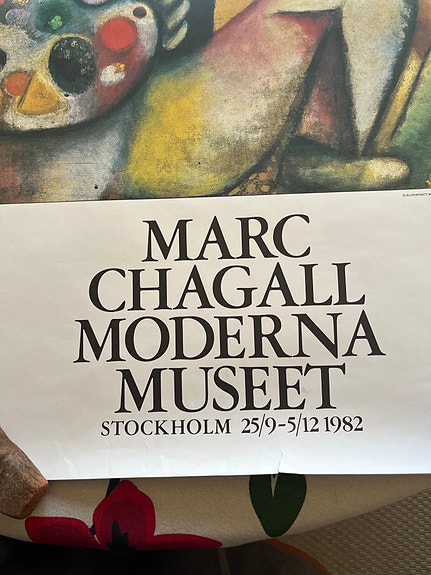 MARC
CHAGALL
MODERNA
MUSEET
STOCKHOLM 25/9-5/12 1982